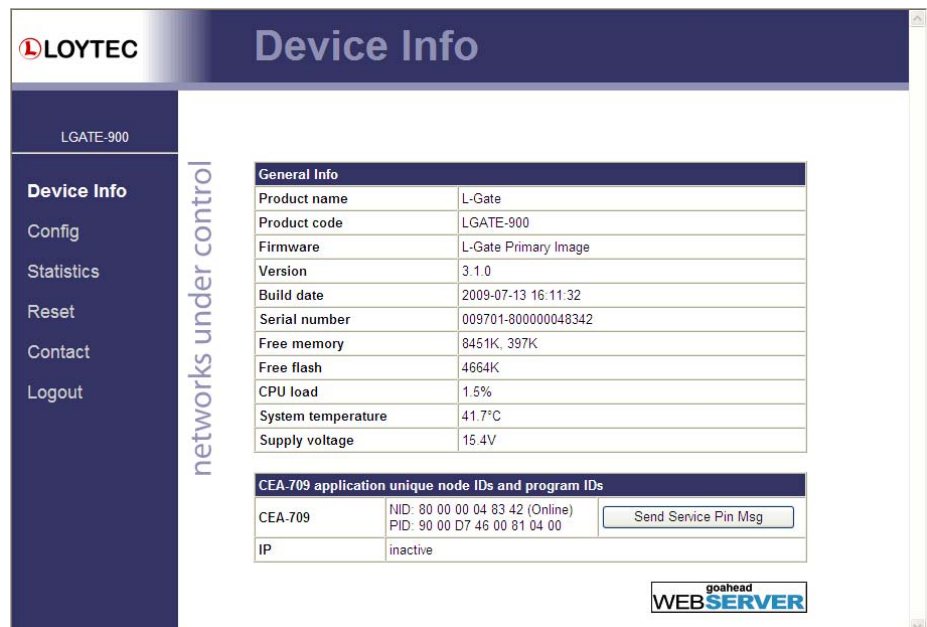 LOYTEC
Device Info
LGATE-900
Device Info
Config
Statistics
Reset
Contact
Logout
networks under control
General Info
Product name L-Gate
Product code LGATE-900
Firmware L-Gate Primary Image
Version 3.1.0
Build date 2009-07-13 16:11:32
Serial number 009701-800000048342
Free memory 8451K, 397K
Free flash 4664K
CPU load 1.5%
System temperature 41.7°C
Supply voltage 15.4V
CEA-709 application unique node IDs and program IDs
CEA-709 NID: 80 00 00 04 83 42 (Online)
PID: 90 00 D7 46 00 81 04 00
Send Service Pin Msg
IP inactive
goahead
WEBSERVER